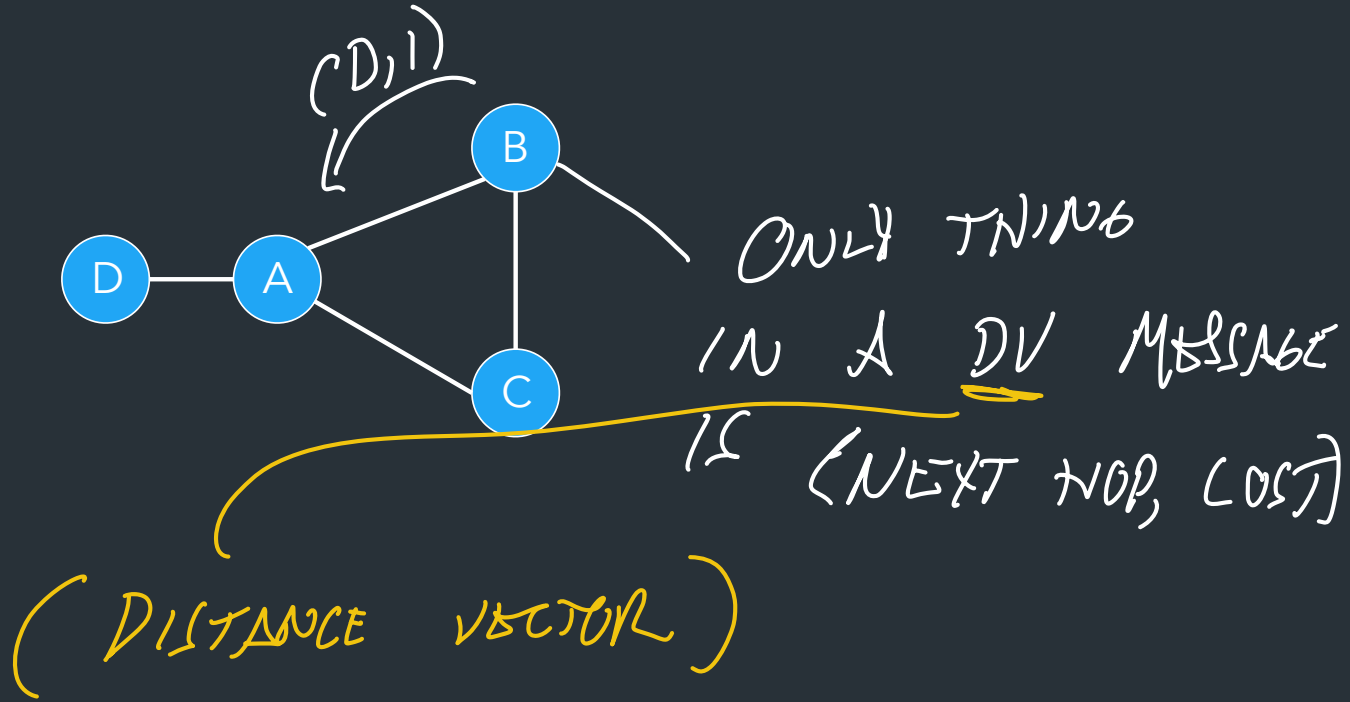 (D,1)
B
D
A
C
ONLY THING
IN A DV MESSAGE
IS (NEXT HOP, COST)
(DISTANCE VECTOR)